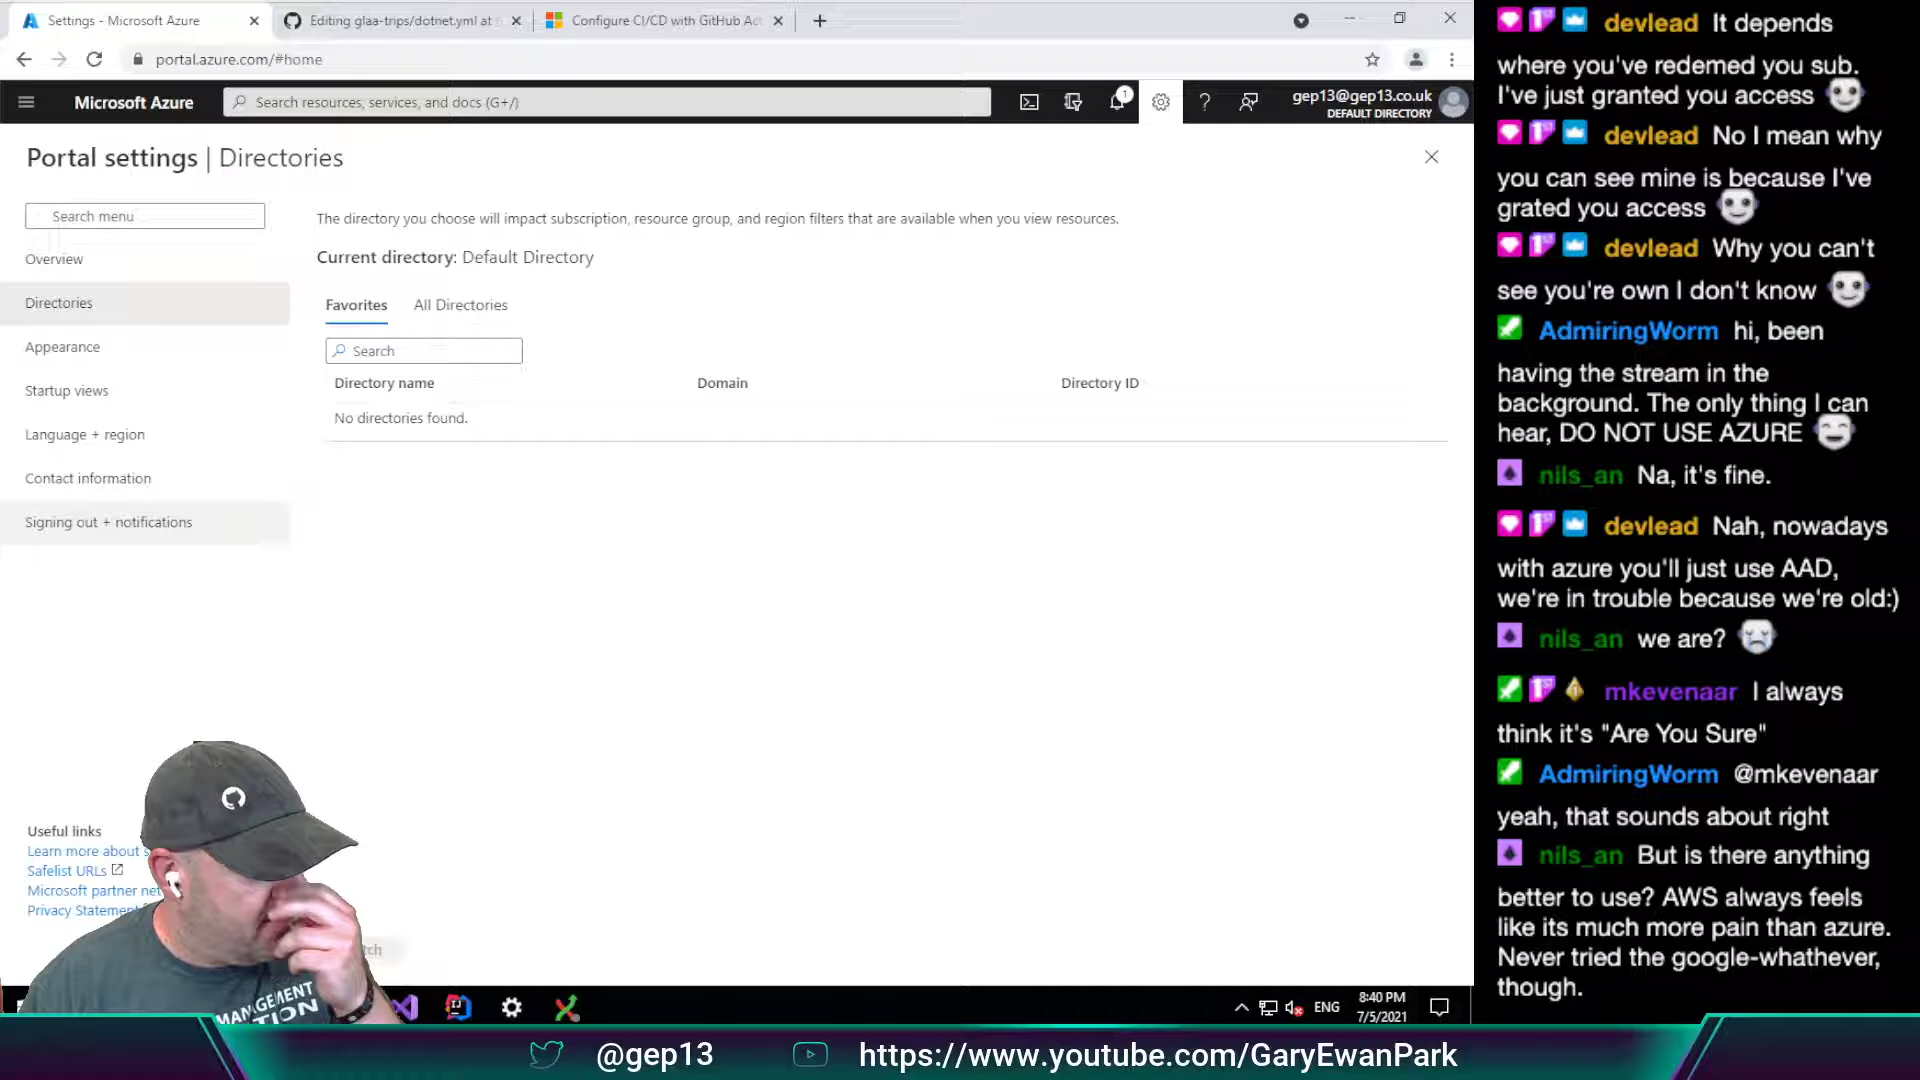 Settings - Microsoft Azure
Editing glaa-trips/dotnet.yml at
Configure CI/CD with GitHub Ac
portal.azure.com/#home
Microsoft Azure
Search resources, services, and docs (G+/)
1
gep13@gep13.co.uk
DEFAULT DIRECTORY
Portal settings | Directories
Search menu
Overview
Directories
Appearance
Startup views
Language + region
Contact information
Signing out + notifications
Useful links
Learn more about
Safelist URLs
Microsoft partner
Privacy Statement
The directory you choose will impact subscription, resource group, and region filters that are available when you view resources.
Current directory: Default Directory
Favorites
All Directories
Search
Directory name
Domain
Directory ID
No directories found.
MANAGEMENT
ENG
8:40 PM
7/5/2021
@gep13
https://www.youtube.com/GaryEwanPark
devlead It depends
where you've redemed you sub.
I've just granted you access
devlead No I mean why
you can see mine is because I've
grated you access
devlead Why you can't
see you're own I don't know
AdmiringWorm hi, been
having the stream in the
background. The only thing I can
hear, DO NOT USE AZURE
nils_an Na, it's fine.
devlead Nah, nowadays
with azure you'll just use AAD,
we're in trouble because we're old:)
nils_an we are?
mkevenaar I always
think it's "Are You Sure"
AdmiringWorm @mkevenaar
yeah, that sounds about right
nils_an But is there anything
better to use? AWS always feels
like its much more pain than azure.
Never tried the google-whathever,
though.